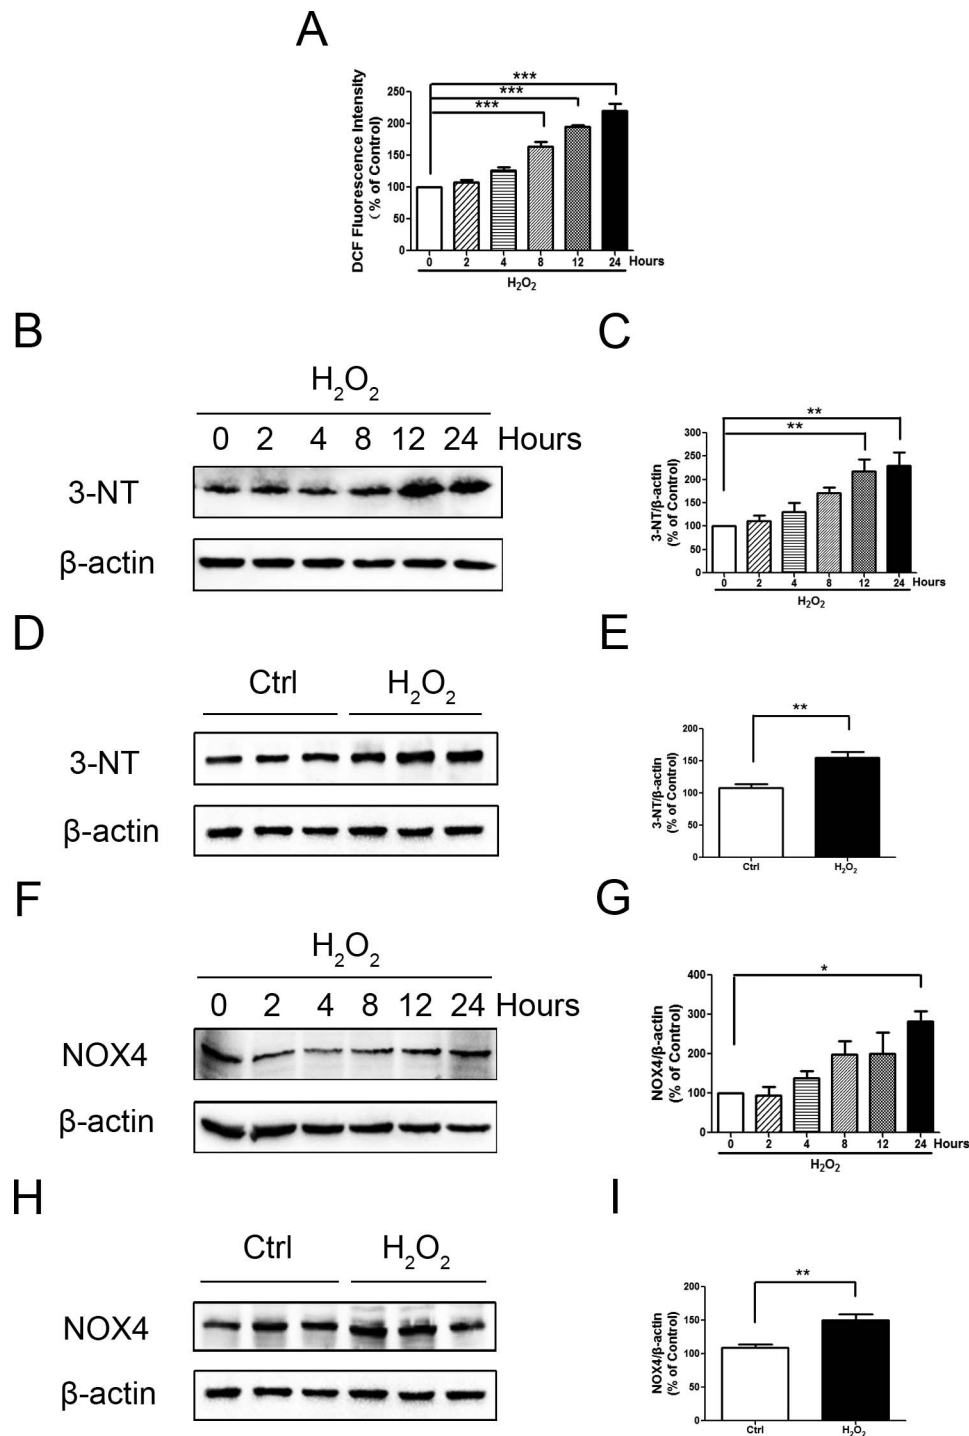 A
DCF Fluorescence Intensity
(% of Control)
250
200
150
100
50
0
***
***
***
0 2 4 8 12 24 Hours
H₂O₂
B
H₂O₂
0 2 4 8 12 24 Hours
3-NT
β-actin
C
3-NT/β-actin
(% of Control)
300
250
200
150
100
50
0
**
**
0 2 4 8 12 24 Hours
H₂O₂
D
Ctrl H₂O₂
3-NT
β-actin
E
3-NT/β-actin
(% of Control)
200
150
100
50
0
**
Ctrl H₂O₂
F
H₂O₂
0 2 4 8 12 24 Hours
NOX4
β-actin
G
NOX4/β-actin
(% of Control)
400
300
200
100
0
*
0 2 4 8 12 24 Hours
H₂O₂
H
Ctrl H₂O₂
NOX4
β-actin
I
NOX4/β-actin
(% of Control)
200
150
100
50
0
**
Ctrl H₂O₂